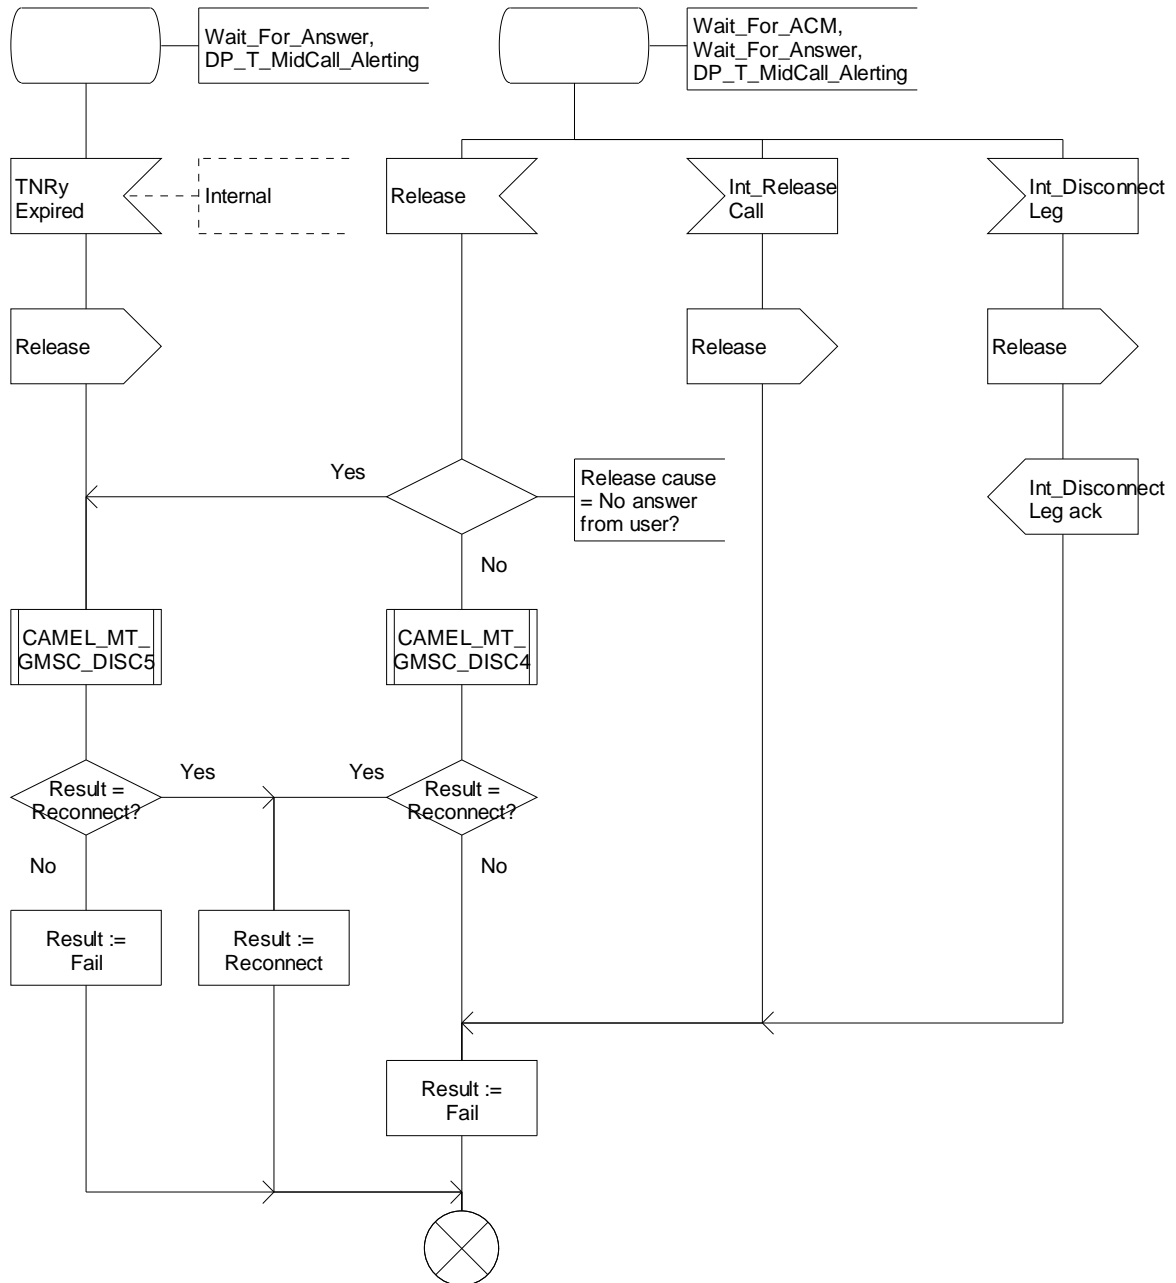 Wait_For_Answer,
DP_T_MidCall_Alerting
Wait_For_ACM,
Wait_For_Answer,
DP_T_MidCall_Alerting
TNRy
Expired
Internal
Release
Int_Release
Call
Int_Disconnect
Leg
Release
Release
Release
Yes
Release cause
= No answer
from user?
Int_Disconnect
Leg ack
No
CAMEL_MT_
GMSC_DISC5
CAMEL_MT_
GMSC_DISC4
Result =
Reconnect?
Yes
Yes
Result =
Reconnect?
No
No
Result :=
Fail
Result :=
Reconnect
Result :=
Fail